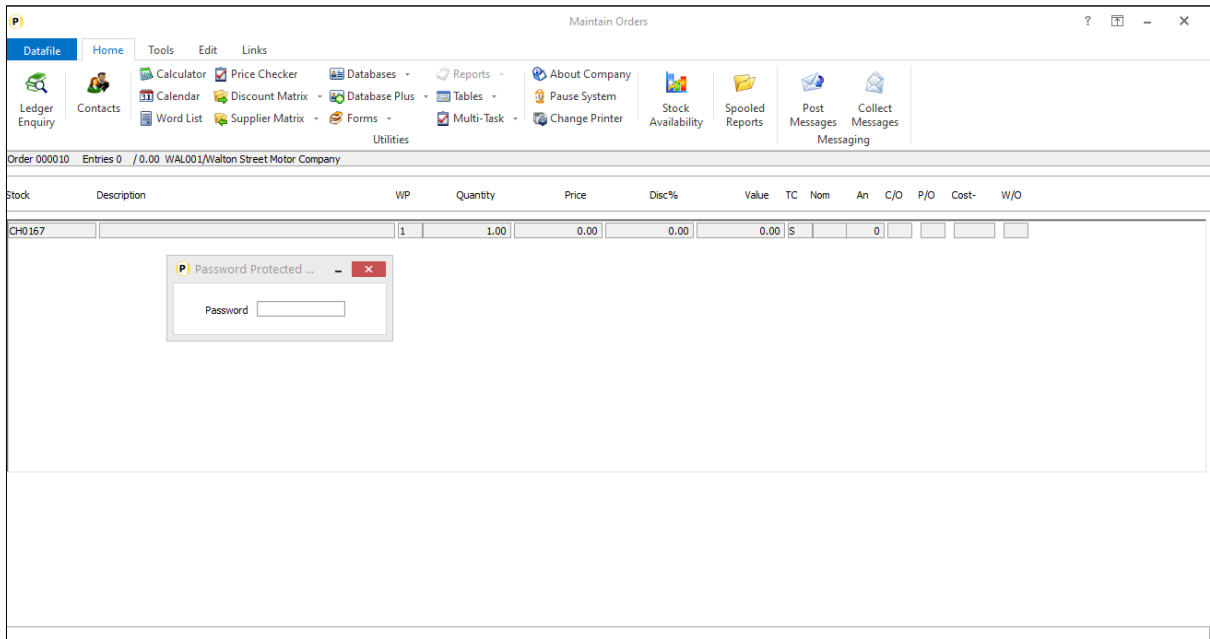 P Maintain Orders ?
Datafile Home Tools Edit Links
Calculator Price Checker Databases Reports About Company
Ledger Enquiry Contacts Calendar Discount Matrix Database Plus Tables Pause System Stock Availability Spooled Reports Post Messages Collect Messages
31
Word List Supplier Matrix Forms Multi-Task Change Printer
Utilities Messaging
Order 000010 Entries 0 / 0.00 WAL001/Walton Street Motor Company
Stock Description WP Quantity Price Disc% Value TC Nom An C/O P/O Cost- W/O
CH0167 1 1.00 0.00 0.00 0.00 S 0
P Password Protected ...
Password